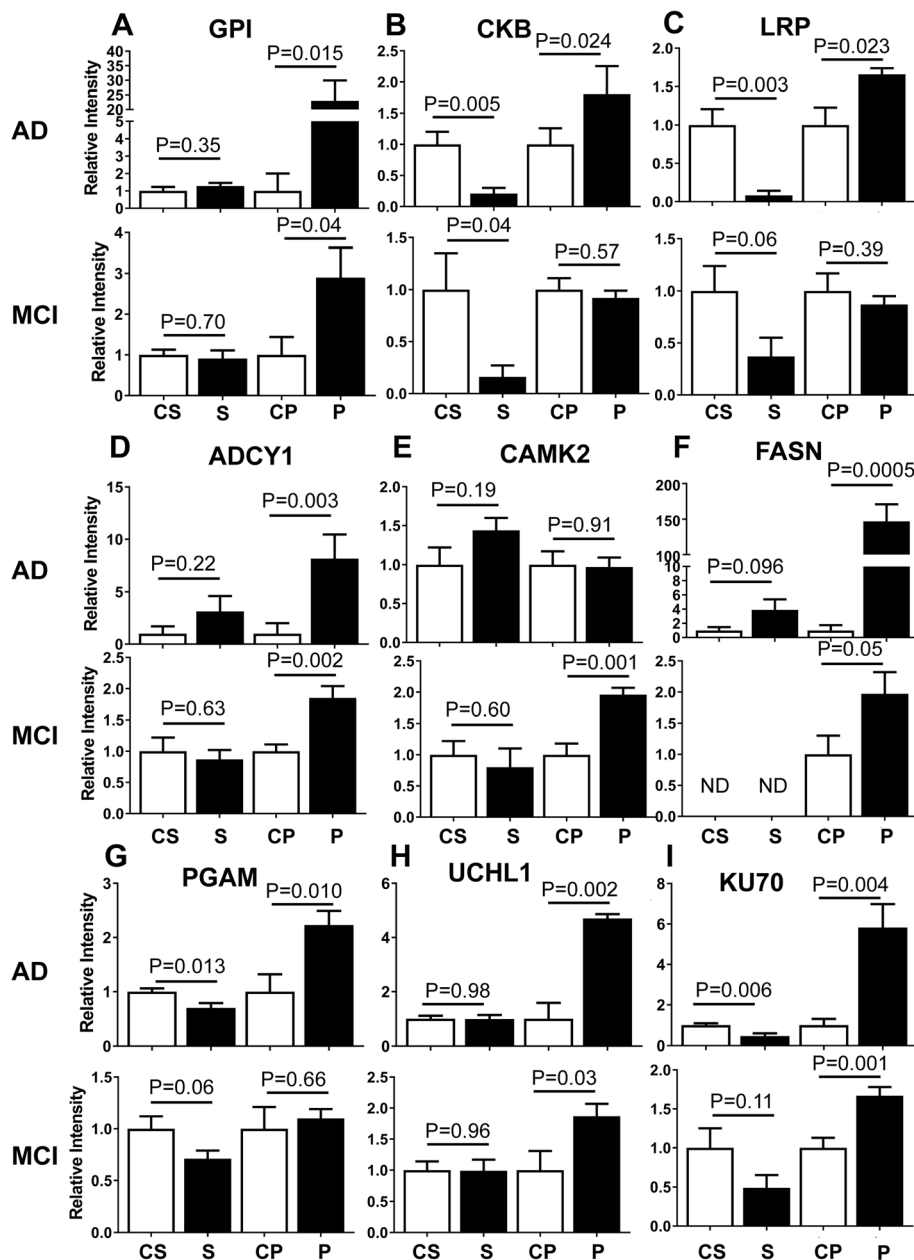 A GPI B CKB C LRP
AD
Relative Intensity
40 35 30 25 20 5 4 3 2 1 0
P=0.015
P=0.35
2.5 2.0 1.5 1.0 0.5 0.0
P=0.024
P=0.005
2.0 1.5 1.0 0.5 0.0
P=0.023
P=0.003
MCI
Relative Intensity
5 4 3 2 1 0
P=0.04
P=0.70
CS S CP P
1.5 1.0 0.5 0.0
P=0.04
P=0.57
CS S CP P
1.5 1.0 0.5 0.0
P=0.06
P=0.39
CS S CP P
D ADCY1 E CAMK2 F FASN
AD
Relative Intensity
15 10 5 0
P=0.003
P=0.22
2.0 1.5 1.0 0.5 0.0
P=0.19
P=0.91
200 150 100 10 8 6 4 2 0
P=0.0005
P=0.096
MCI
Relative Intensity
2.5 2.0 1.5 1.0 0.5 0.0
P=0.002
P=0.63
CS S CP P
2.5 2.0 1.5 1.0 0.5 0.0
P=0.001
P=0.60
CS S CP P
2.5 2.0 1.5 1.0 0.5 0.0
P=0.05
ND ND
CS S CP P
G PGAM H UCHL1 I KU70
AD
Relative Intensity
3 2 1 0
P=0.010
P=0.013
6 4 2 0
P=0.002
P=0.98
8 6 4 2 0
P=0.004
P=0.006
MCI
Relative Intensity
1.5 1.0 0.5 0.0
P=0.06
P=0.66
CS S CP P
2.5 2.0 1.5 1.0 0.5 0.0
P=0.03
P=0.96
CS S CP P
2.0 1.5 1.0 0.5 0.0
P=0.001
P=0.11
CS S CP P